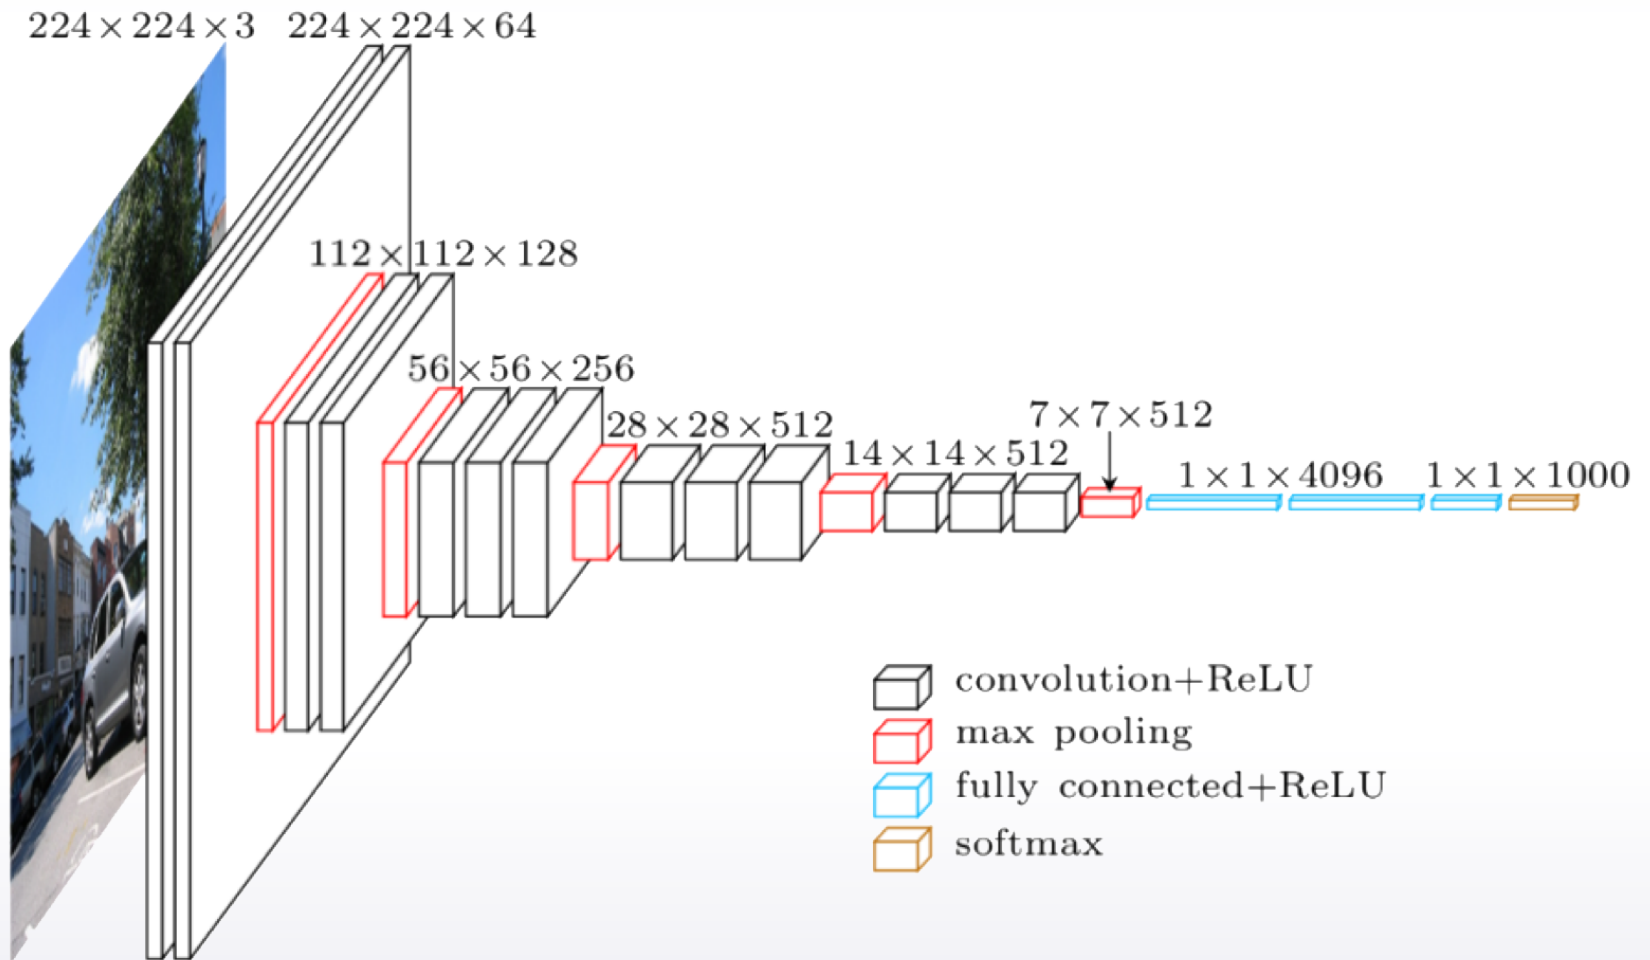 224×224×3
224×224×64
112×112×128
56×56×256
28×28×512
14×14×512
7×7×512
1×1×4096
1×1×1000
convolution+ReLU
max pooling
fully connected+ReLU
softmax